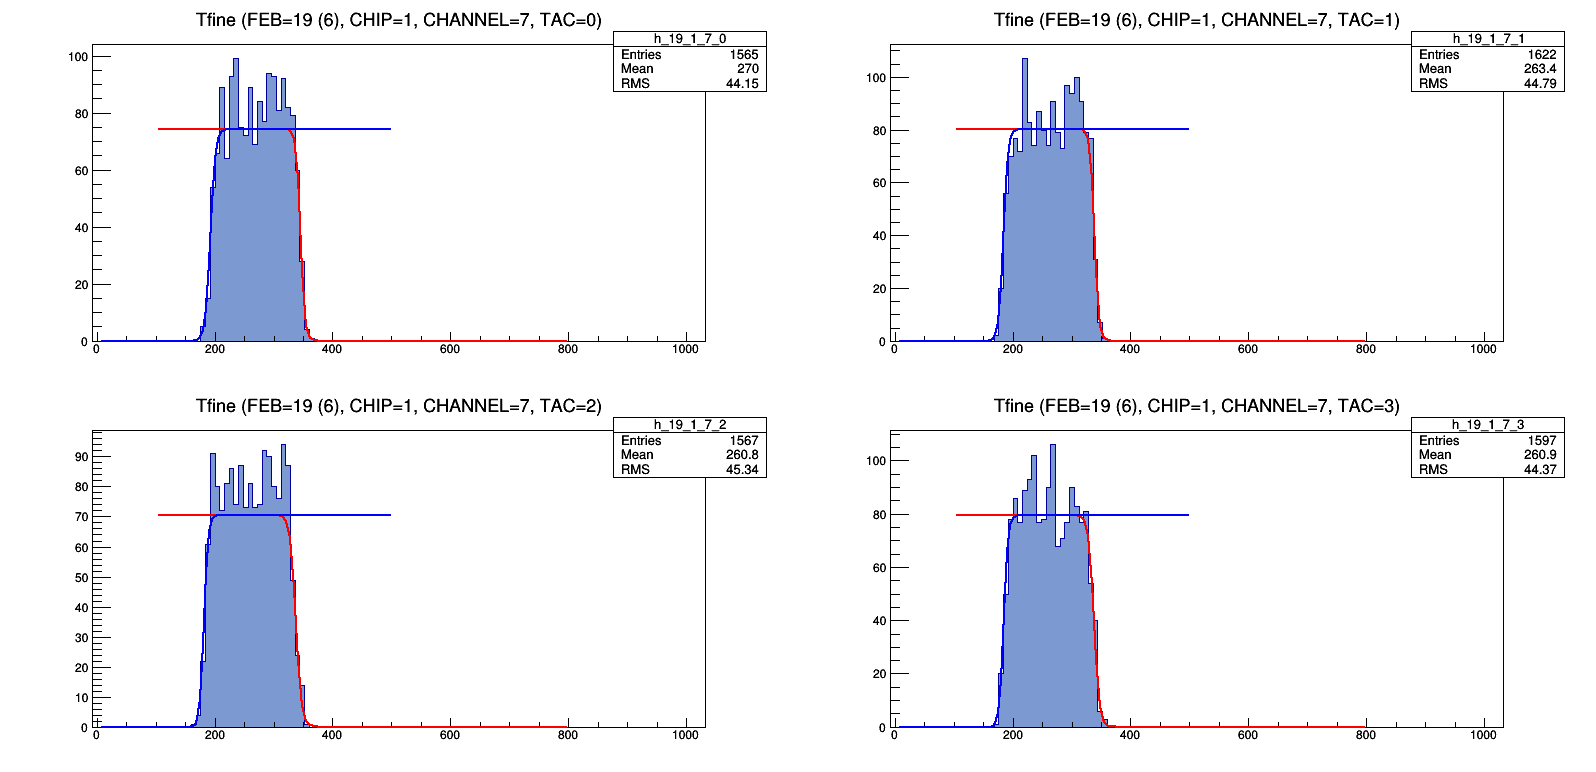 Tfine (FEB=19 (6), CHIP=1, CHANNEL=7, TAC=0)
h_19_1_7_0
Entries 1565
Mean 270
RMS 44.15
100
80
60
40
20
0
0 200 400 600 800 1000
Tfine (FEB=19 (6), CHIP=1, CHANNEL=7, TAC=1)
h_19_1_7_1
Entries 1622
Mean 263.4
RMS 44.79
100
80
60
40
20
0
0 200 400 600 800 1000
Tfine (FEB=19 (6), CHIP=1, CHANNEL=7, TAC=2)
h_19_1_7_2
Entries 1567
Mean 260.8
RMS 45.34
90
80
70
60
50
40
30
20
10
0
0 200 400 600 800 1000
Tfine (FEB=19 (6), CHIP=1, CHANNEL=7, TAC=3)
h_19_1_7_3
Entries 1597
Mean 260.9
RMS 44.37
100
80
60
40
20
0
0 200 400 600 800 1000